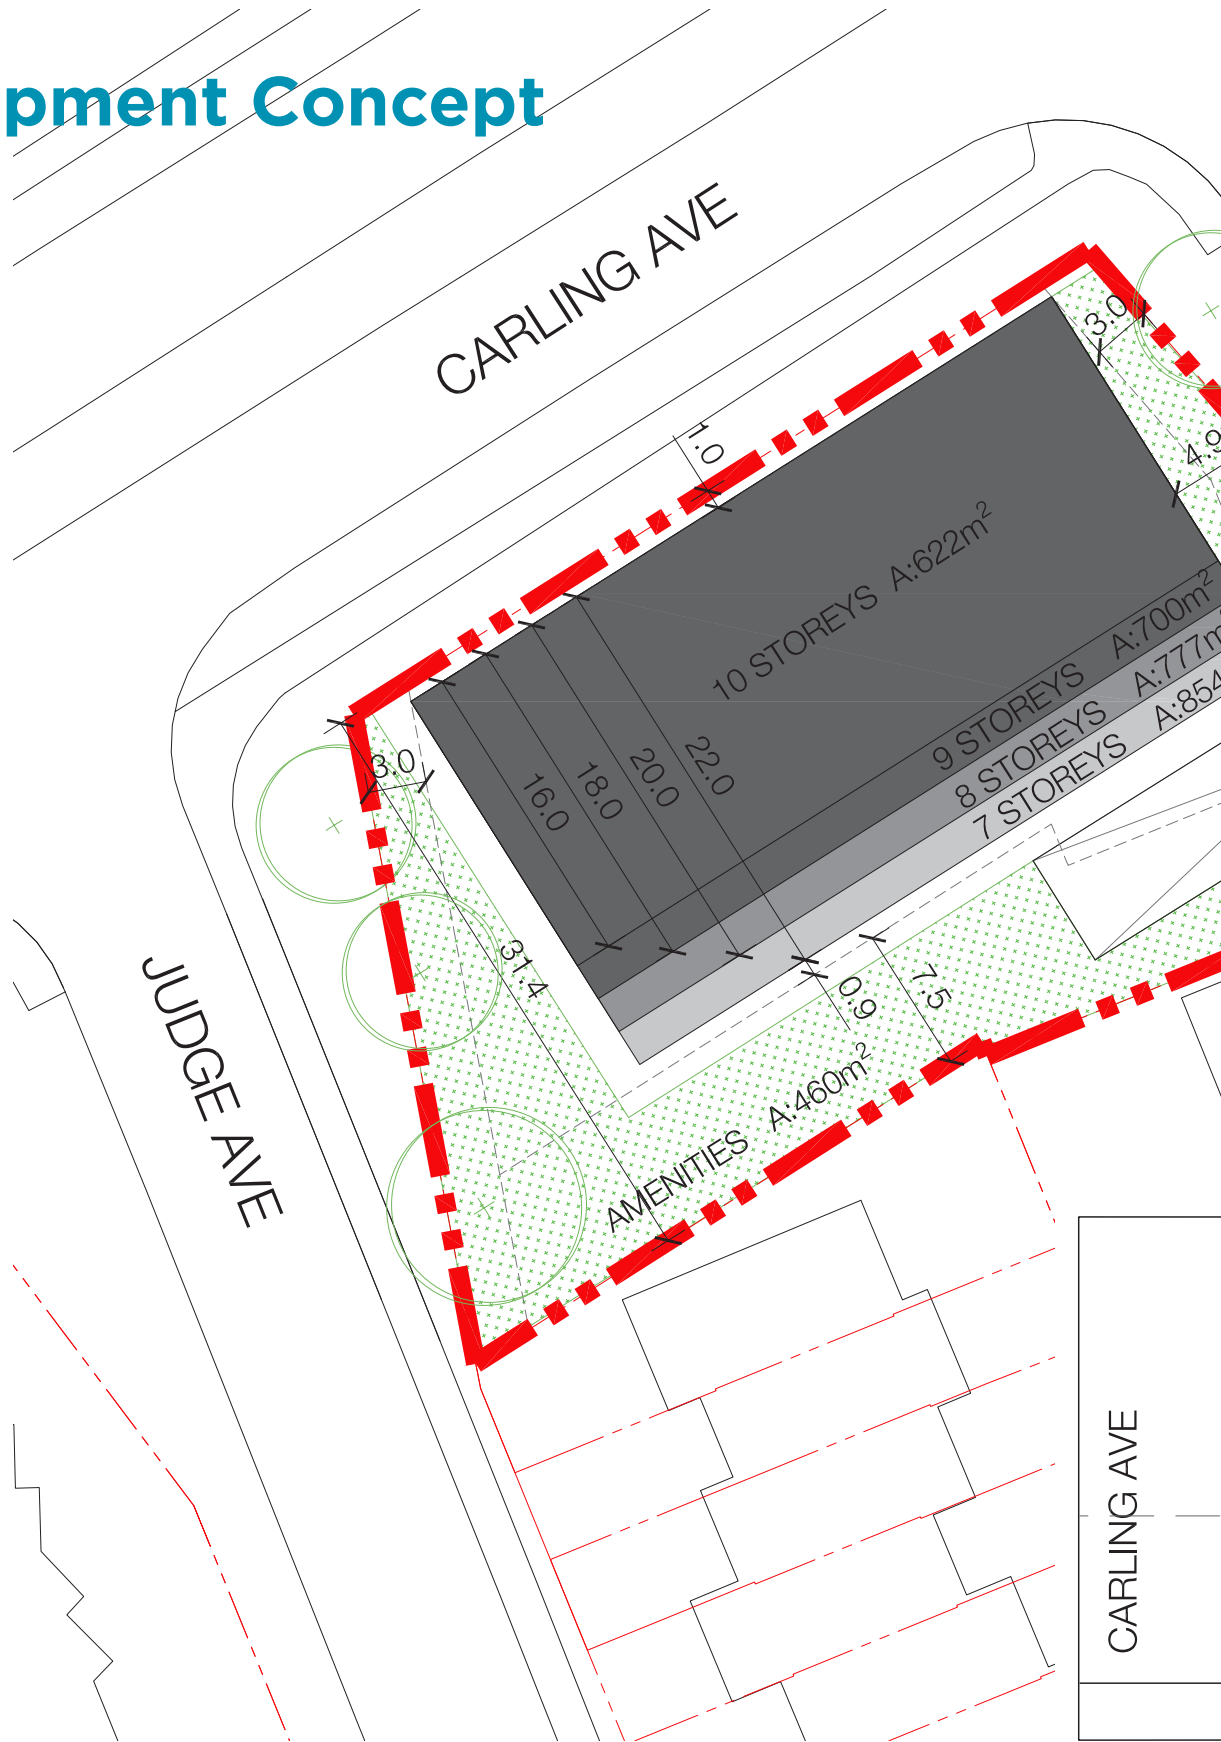 pment Concept
CARLING AVE
3.0
4.9
1.0
10 STOREYS A:622m²
9 STOREYS A:700m²
8 STOREYS A:777m
7 STOREYS A:854
16.0
18.0
20.0
22.0
3.0
31.4
0.9
7.5
JUDGE AVE
AMENITIES A:460m²
CARLING AVE